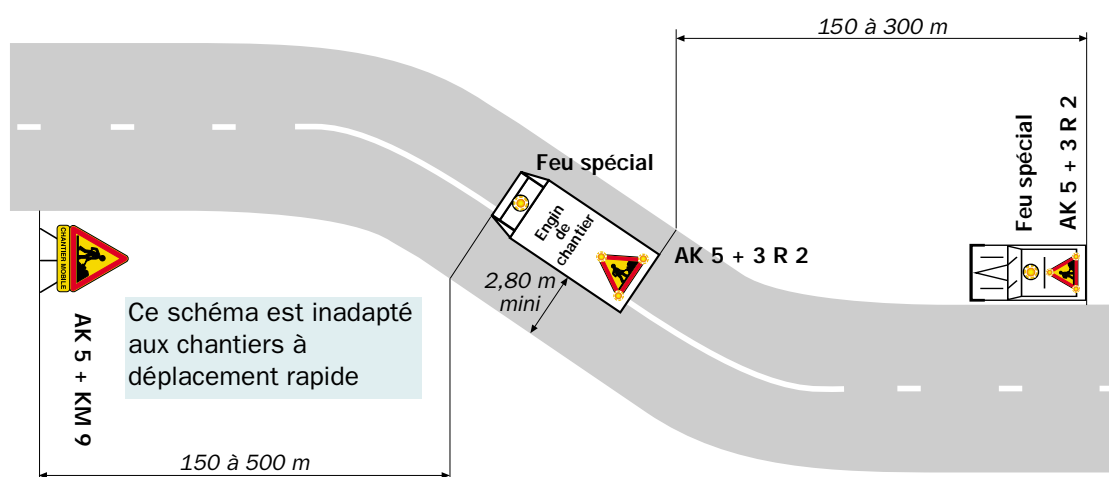 150 à 300 m
Feu spécial
AK 5 + 3 R 2
Feu spécial
Engin
de
chantier
AK 5 + 3 R 2
2,80 m
mini
CHANTIER MOBILE
AK 5 + KM 9
Ce schéma est inadapté
aux chantiers à
déplacement rapide
150 à 500 m